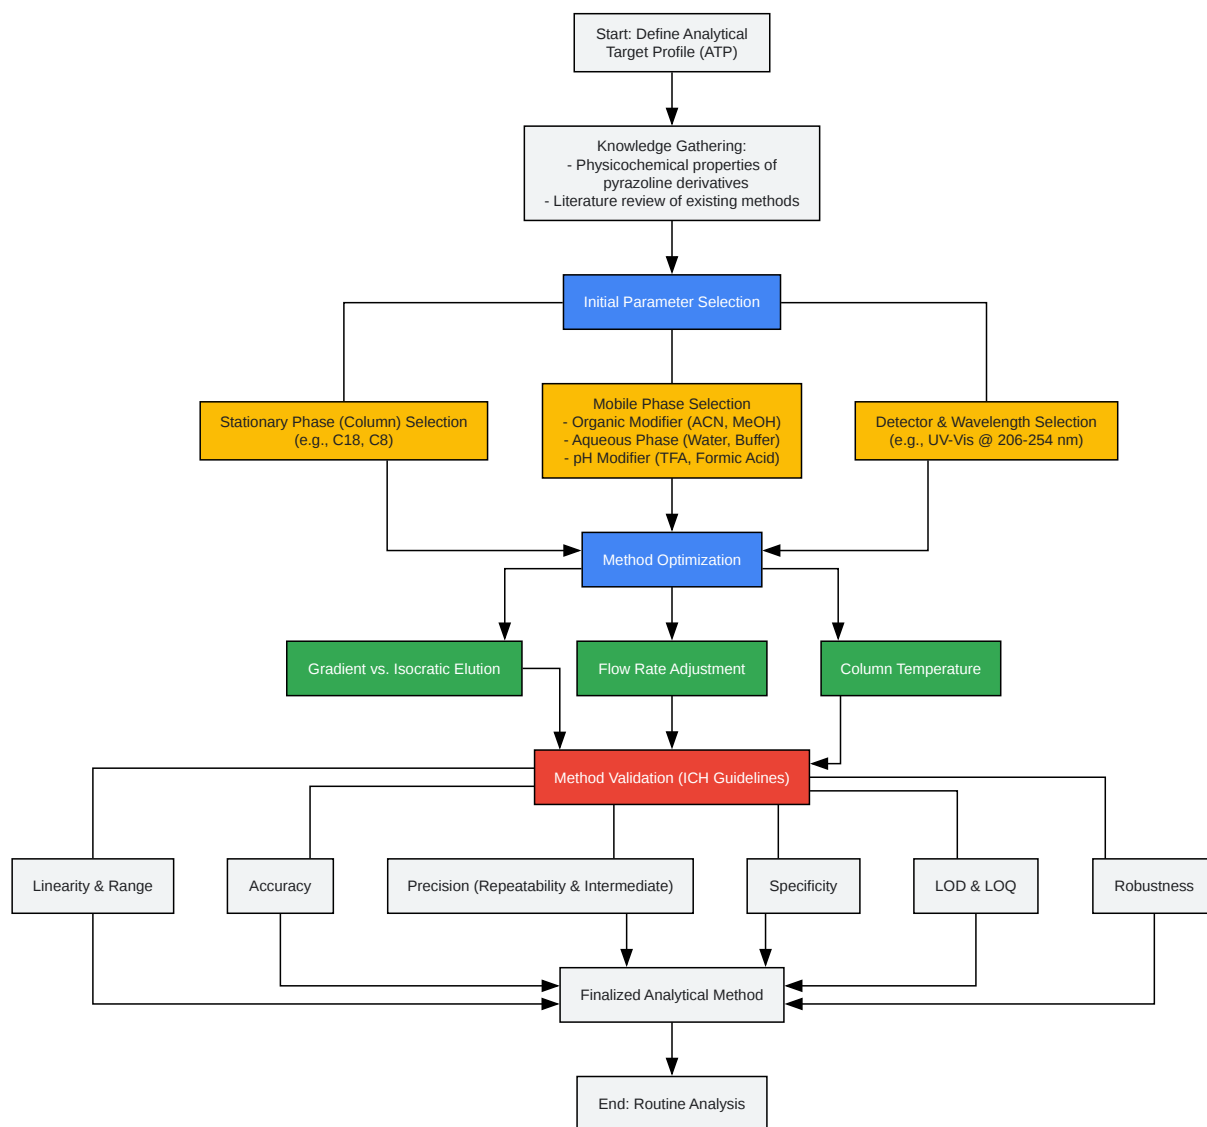 Start: Define Analytical
Target Profile (ATP)
Knowledge Gathering:
- Physicochemical properties of
pyrazoline derivatives
- Literature review of existing methods
Initial Parameter Selection
Stationary Phase (Column) Selection
(e.g., C18, C8)
Mobile Phase Selection
- Organic Modifier (ACN, MeOH)
- Aqueous Phase (Water, Buffer)
- pH Modifier (TFA, Formic Acid)
Detector & Wavelength Selection
(e.g., UV-Vis @ 206-254 nm)
Method Optimization
Gradient vs. Isocratic Elution
Flow Rate Adjustment
Column Temperature
Method Validation (ICH Guidelines)
Linearity & Range
Accuracy
Precision (Repeatability & Intermediate)
Specificity
LOD & LOQ
Robustness
Finalized Analytical Method
End: Routine Analysis